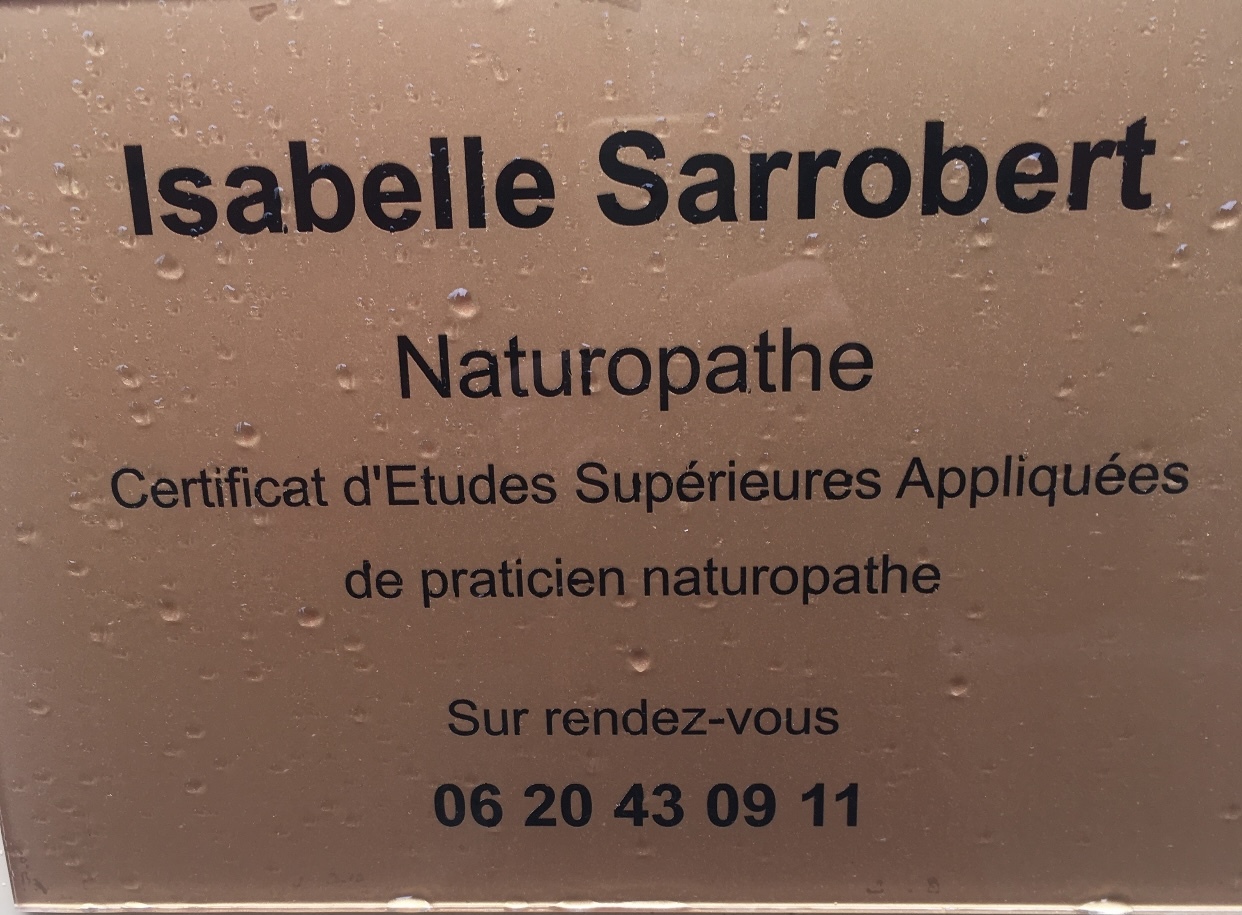 Isabelle Sarrobert
Naturopathe
Certificat d'Etudes Supérieures Appliquées
de praticien naturopathe
Sur rendez-vous
06 20 43 09 11